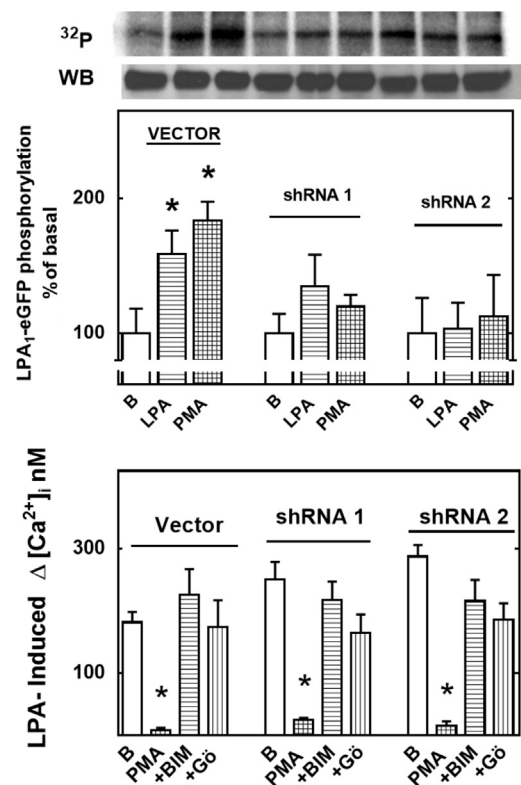 ³²P
WB
LPA₁-eGFP phosphorylation
% of basal
VECTOR
* *
shRNA 1
shRNA 2
200
100
B LPA PMA B LPA PMA B LPA PMA
LPA- Induced Δ [Ca²⁺]ᵢ nM
Vector
shRNA 1
shRNA 2
300
100
* * *
B PMA +BIM +Gö B PMA +BIM +Gö B PMA +BIM +Gö